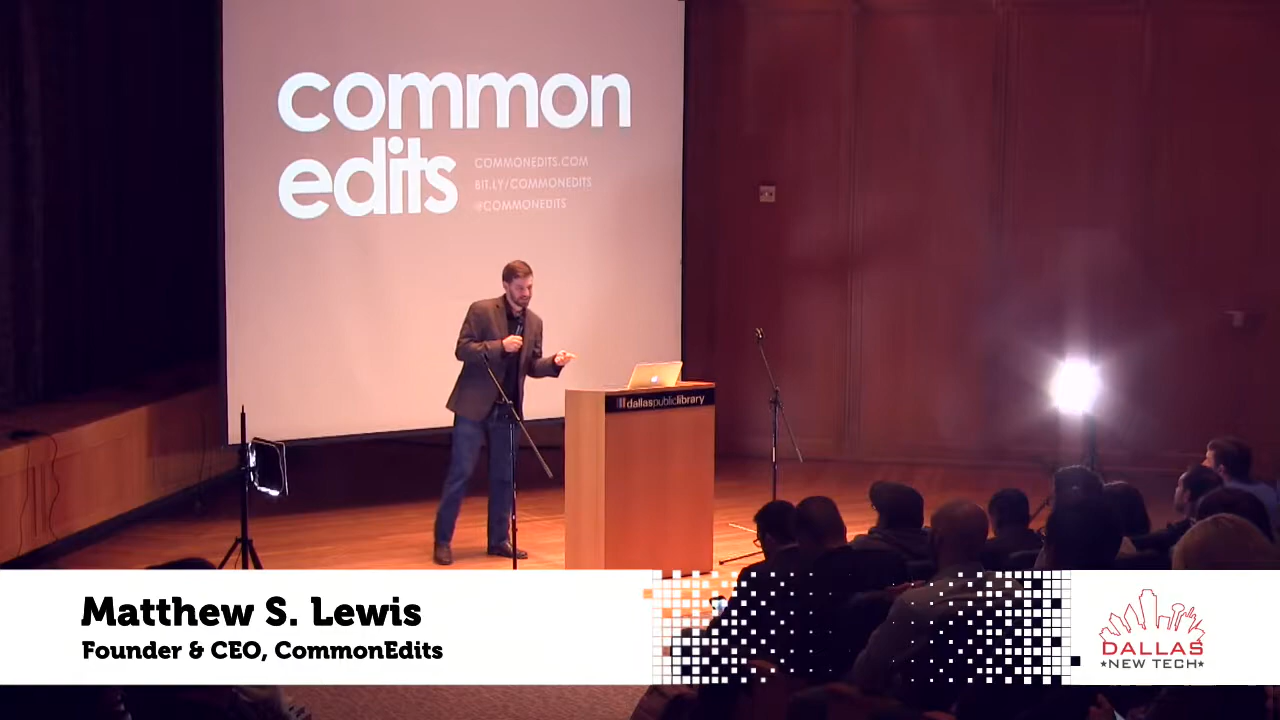 common
edits
COMMONEDITS.COM
BIT.LY/COMMONEDITS
@COMMONEDITS
dallaspubliclibrary
Matthew S. Lewis
Founder & CEO, CommonEdits
DALLAS
★NEW TECH★